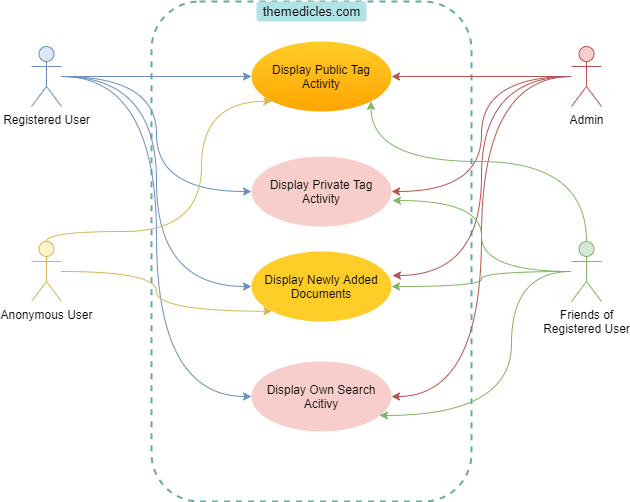 themedicles.com
Display Public Tag
Activity
Registered User
Admin
Display Private Tag
Activity
Display Newly Added
Documents
Anonymous User
Friends of
Registered User
Display Own Search
Acitivy